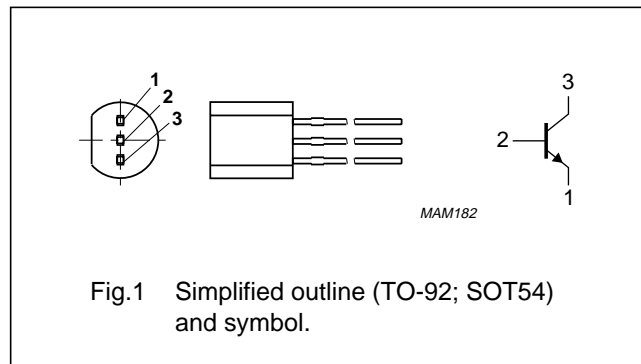 1
2
3
3
2
1
MAM182
Fig.1 Simplified outline (TO-92; SOT54)
and symbol.